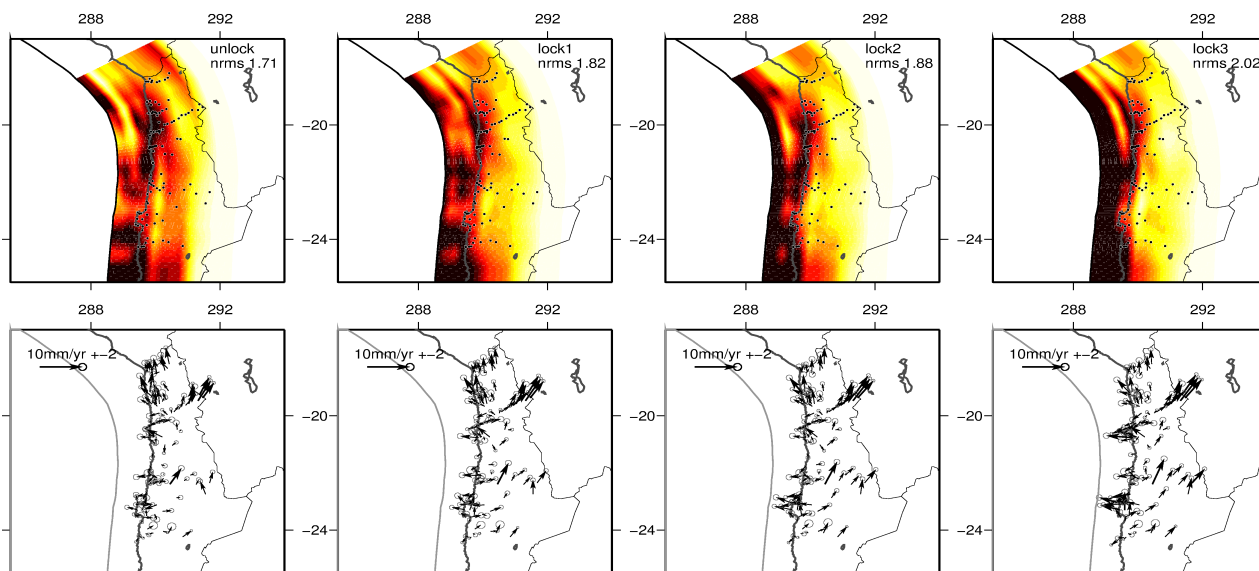 288 292 288 292 288 292 288 292
unlock lock1 lock2 lock3
nrms 1.71 nrms 1.82 nrms 1.88 nrms 2.02
−20 −20 −20
−24 −24 −24
288 292 288 292 288 292 288 292
10mm/yr +−2 10mm/yr +−2 10mm/yr +−2 10mm/yr +−2
−20 −20 −20
−24 −24 −24